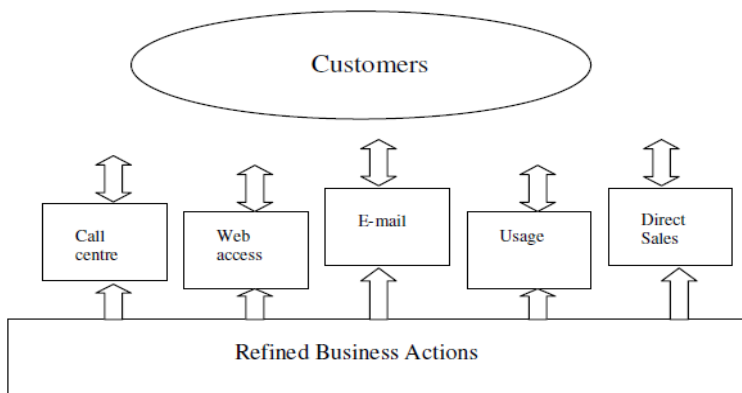 Customers
Call
centre
Web
access
E-mail
Usage
Direct
Sales
Refined Business Actions